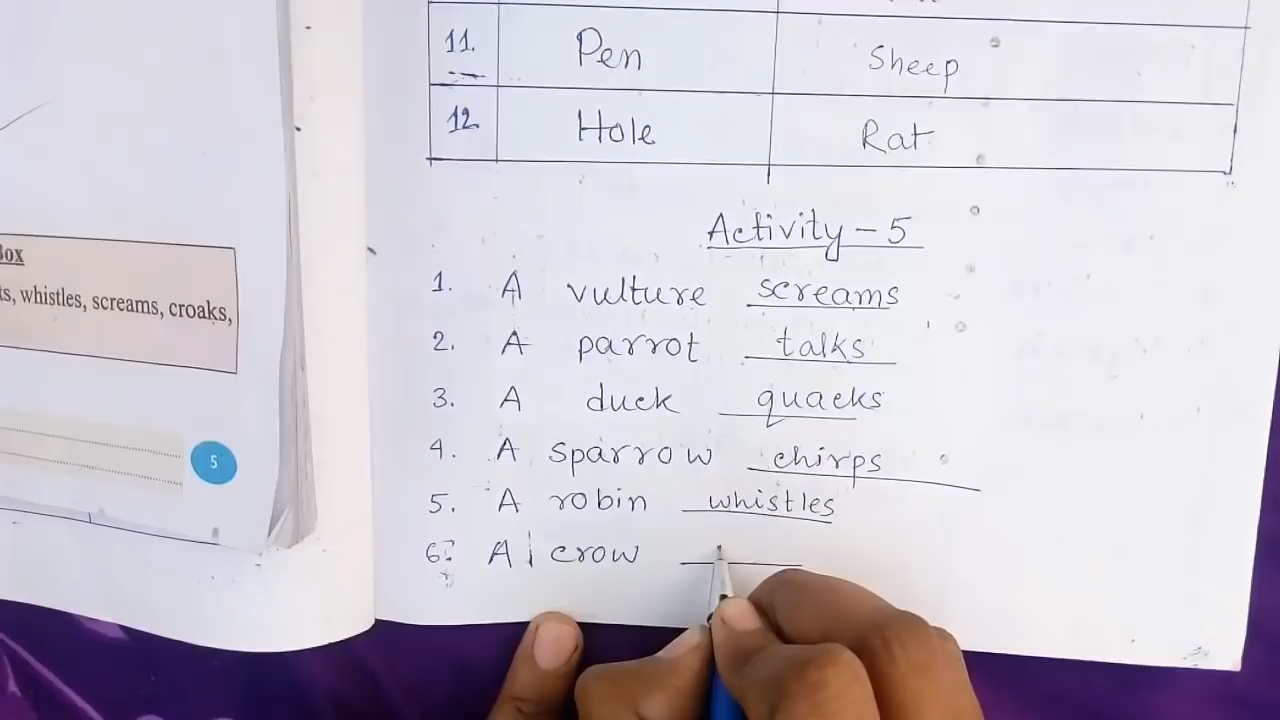 Box
ts, whistles, screams, croaks,
5
11. Pen Sheep
12 Hole Rat
Activity - 5
1. A vulture screams
2. A parrot talks
3. A duck quacks
4. A sparrow chirps
5. A robin whistles
6. A crow